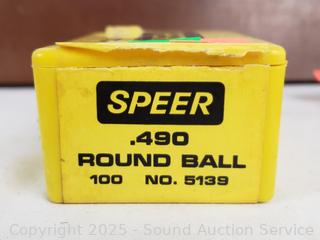 SPEER
.490
ROUND BALL
100 NO. 5139
Copyright 2025 - Sound Auction Service